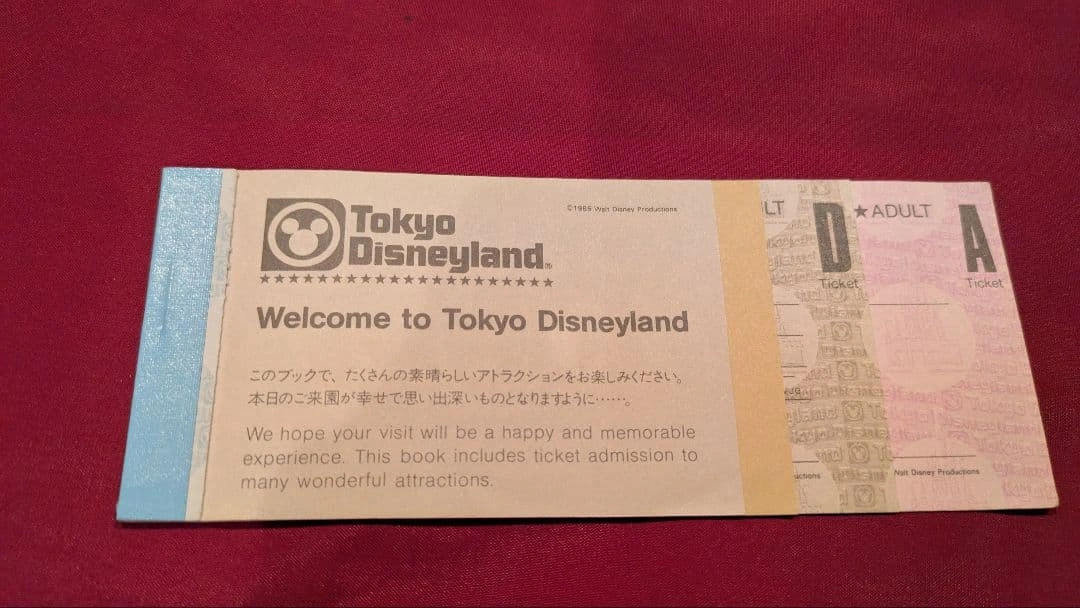 Tokyo
Disneyland®
©1985 Walt Disney Productions
★★★★★★★★★★★★★★★★★★★★★
Welcome to Tokyo Disneyland
このブックで、たくさんの素晴らしいアトラクションをお楽しみください。
本日のご来園が幸せで思い出深いものとなりますように……。
We hope your visit will be a happy and memorable
experience. This book includes ticket admission to
many wonderful attractions.
LT
D
Ticket
★ADULT
A
Ticket
Walt Disney Productions